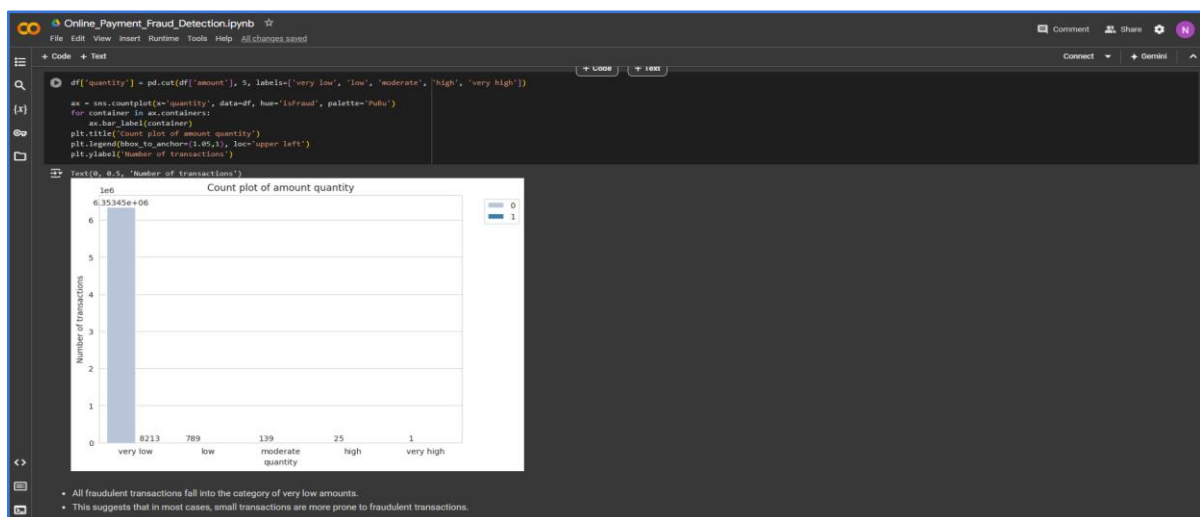 CO Online_Payment_Fraud_Detection.ipynb
Comment Share N
File Edit View Insert Runtime Tools Help All changes saved
+ Code + Text
Connect + Gemini
+ Code + Text
df['quantity'] = pd.cut(df['amount'], 5, labels=['very low', 'low', 'moderate', 'high', 'very high'])
ax = sns.countplot(x='quantity', data=df, hue='isFraud', palette='PuBu')
for container in ax.containers:
ax.bar_label(container)
plt.title('Count plot of amount quantity')
plt.legend(bbox_to_anchor=(1.05,1), loc='upper left')
plt.ylabel('Number of transactions')
Text(0, 0.5, 'Number of transactions')
1e6 Count plot of amount quantity
6.35345e+06
0
1
6
5
4
3
2
1
0
Number of transactions
8213 789 139 25 1
very low low moderate high very high
quantity
• All fraudulent transactions fall into the category of very low amounts.
• This suggests that in most cases, small transactions are more prone to fraudulent transactions.